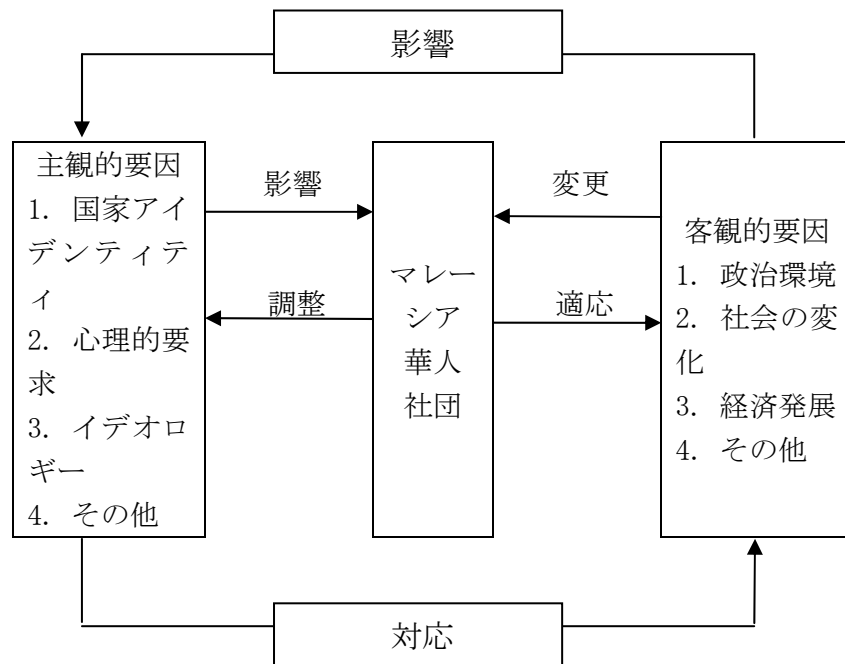 影響
主観的要因
1. 国家アイ
デンティテ
ィ
2. 心理的要
求
3. イデオロ
ギー
4. その他
影響
調整
マレー
シア
華人
社団
変更
適応
客観的要因
1. 政治環境
2. 社会の変
化
3. 経済発展
4. その他
対応